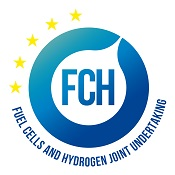 FCH
FUEL CELLS AND HYDROGEN JOINT UNDERTAKING